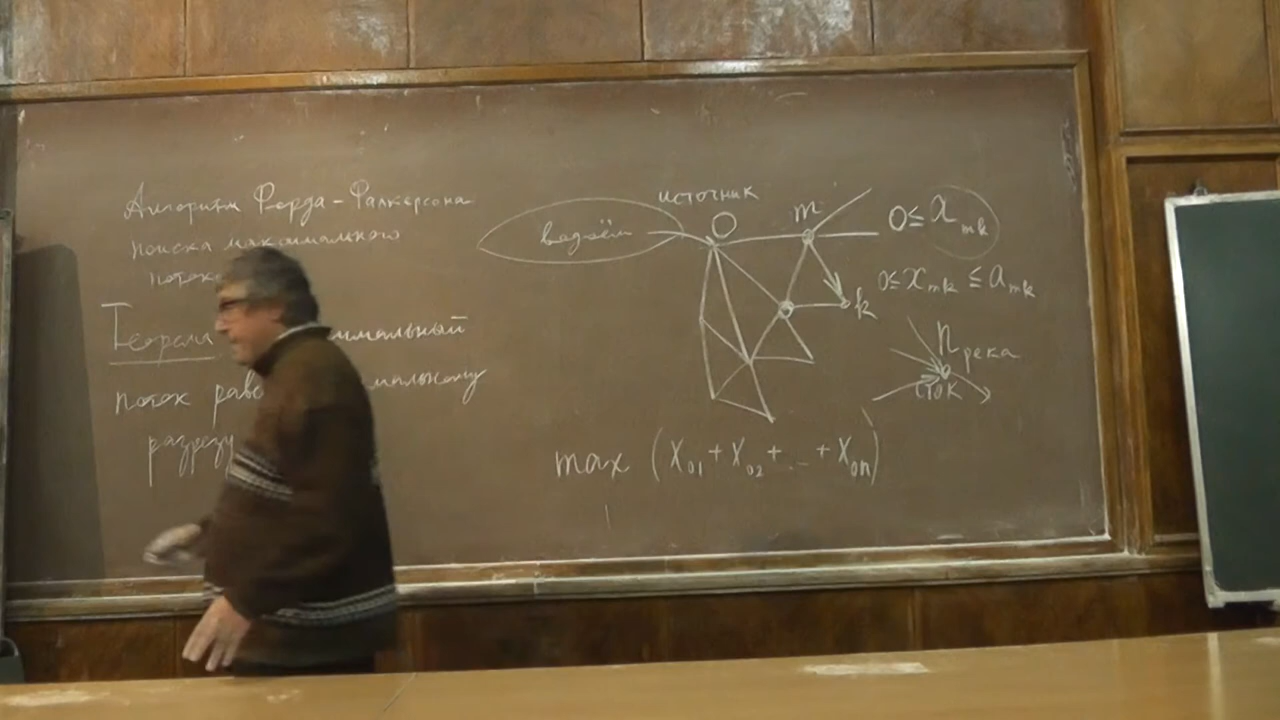 Алгоритм Форда-Фалкерсона
поиска максимального
Теорема
поток
разрезу
водоём
источник
O
m
0 ≤ a_mk
0 ≤ x_mk ≤ a_mk
k
n река
сток
max (x_01 + x_02 + ... + x_0n)